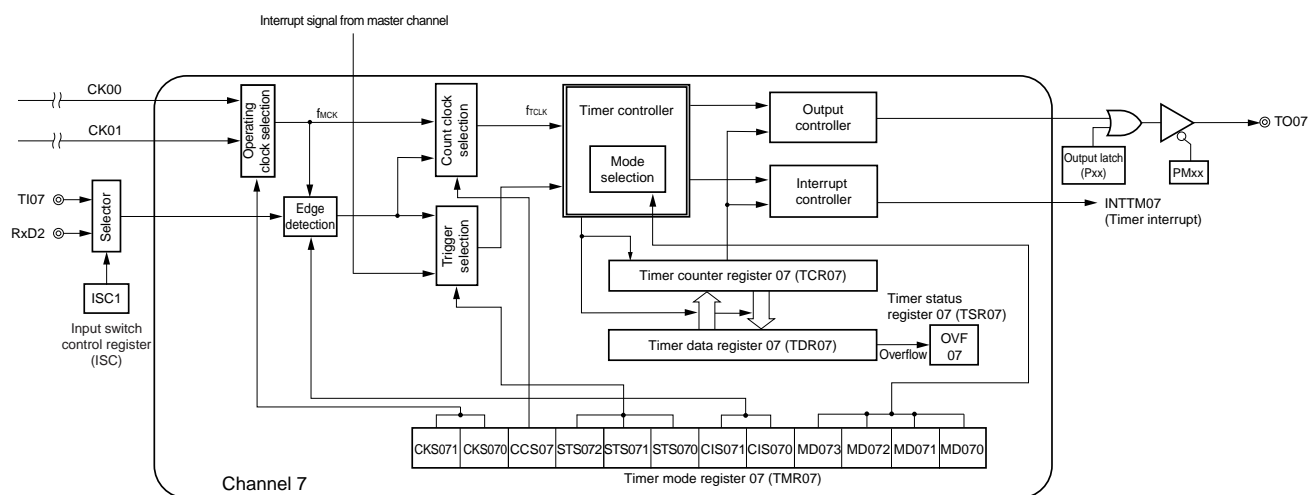 Interrupt signal from master channel
CK00
CK01
TI07
RxD2
Selector
ISC1
Input switch
control register
(ISC)
Operating
clock selection
fMCK
Edge
detection
Count clock
selection
Trigger
selection
fTCLK
Timer controller
Mode
selection
Output
controller
Interrupt
controller
Output latch
(Pxx)
PMxx
TO07
INTTM07
(Timer interrupt)
Timer counter register 07 (TCR07)
Timer status
register 07 (TSR07)
Timer data register 07 (TDR07)
Overflow
OVF
07
CKS071 CKS070 CCS07 STS072 STS071 STS070 CIS071 CIS070 MD073 MD072 MD071 MD070
Timer mode register 07 (TMR07)
Channel 7